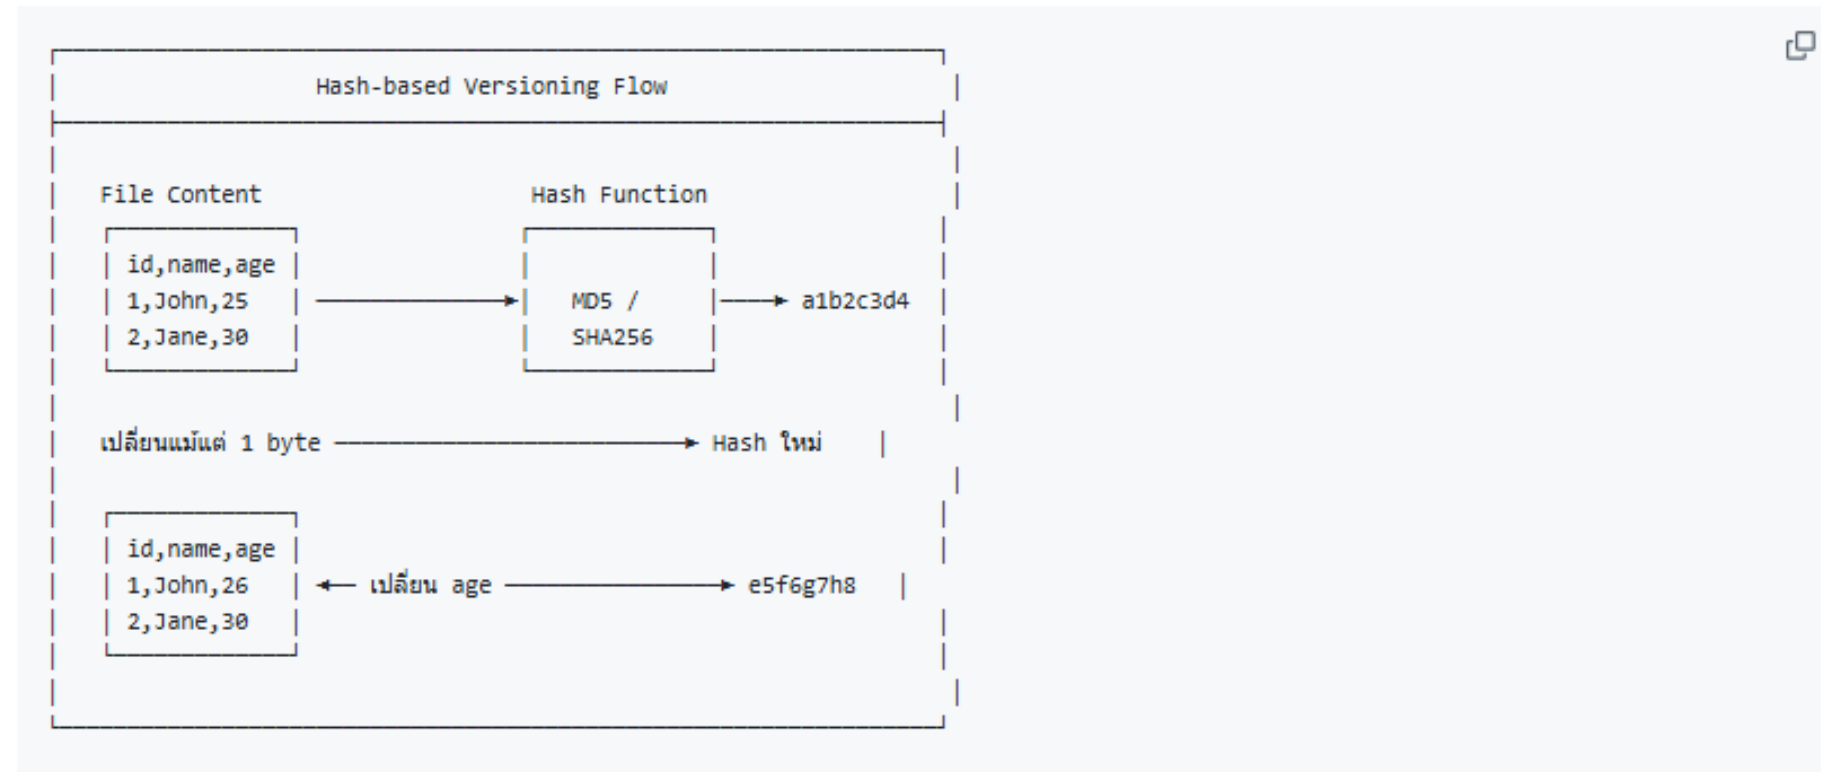 Hash-based Versioning Flow
File Content Hash Function
id,name,age
1,John,25 MD5 / a1b2c3d4
2,Jane,30 SHA256
เปลี่ยนแม้แต่ 1 byte Hash ใหม่
id,name,age
1,John,26 เปลี่ยน age e5f6g7h8
2,Jane,30